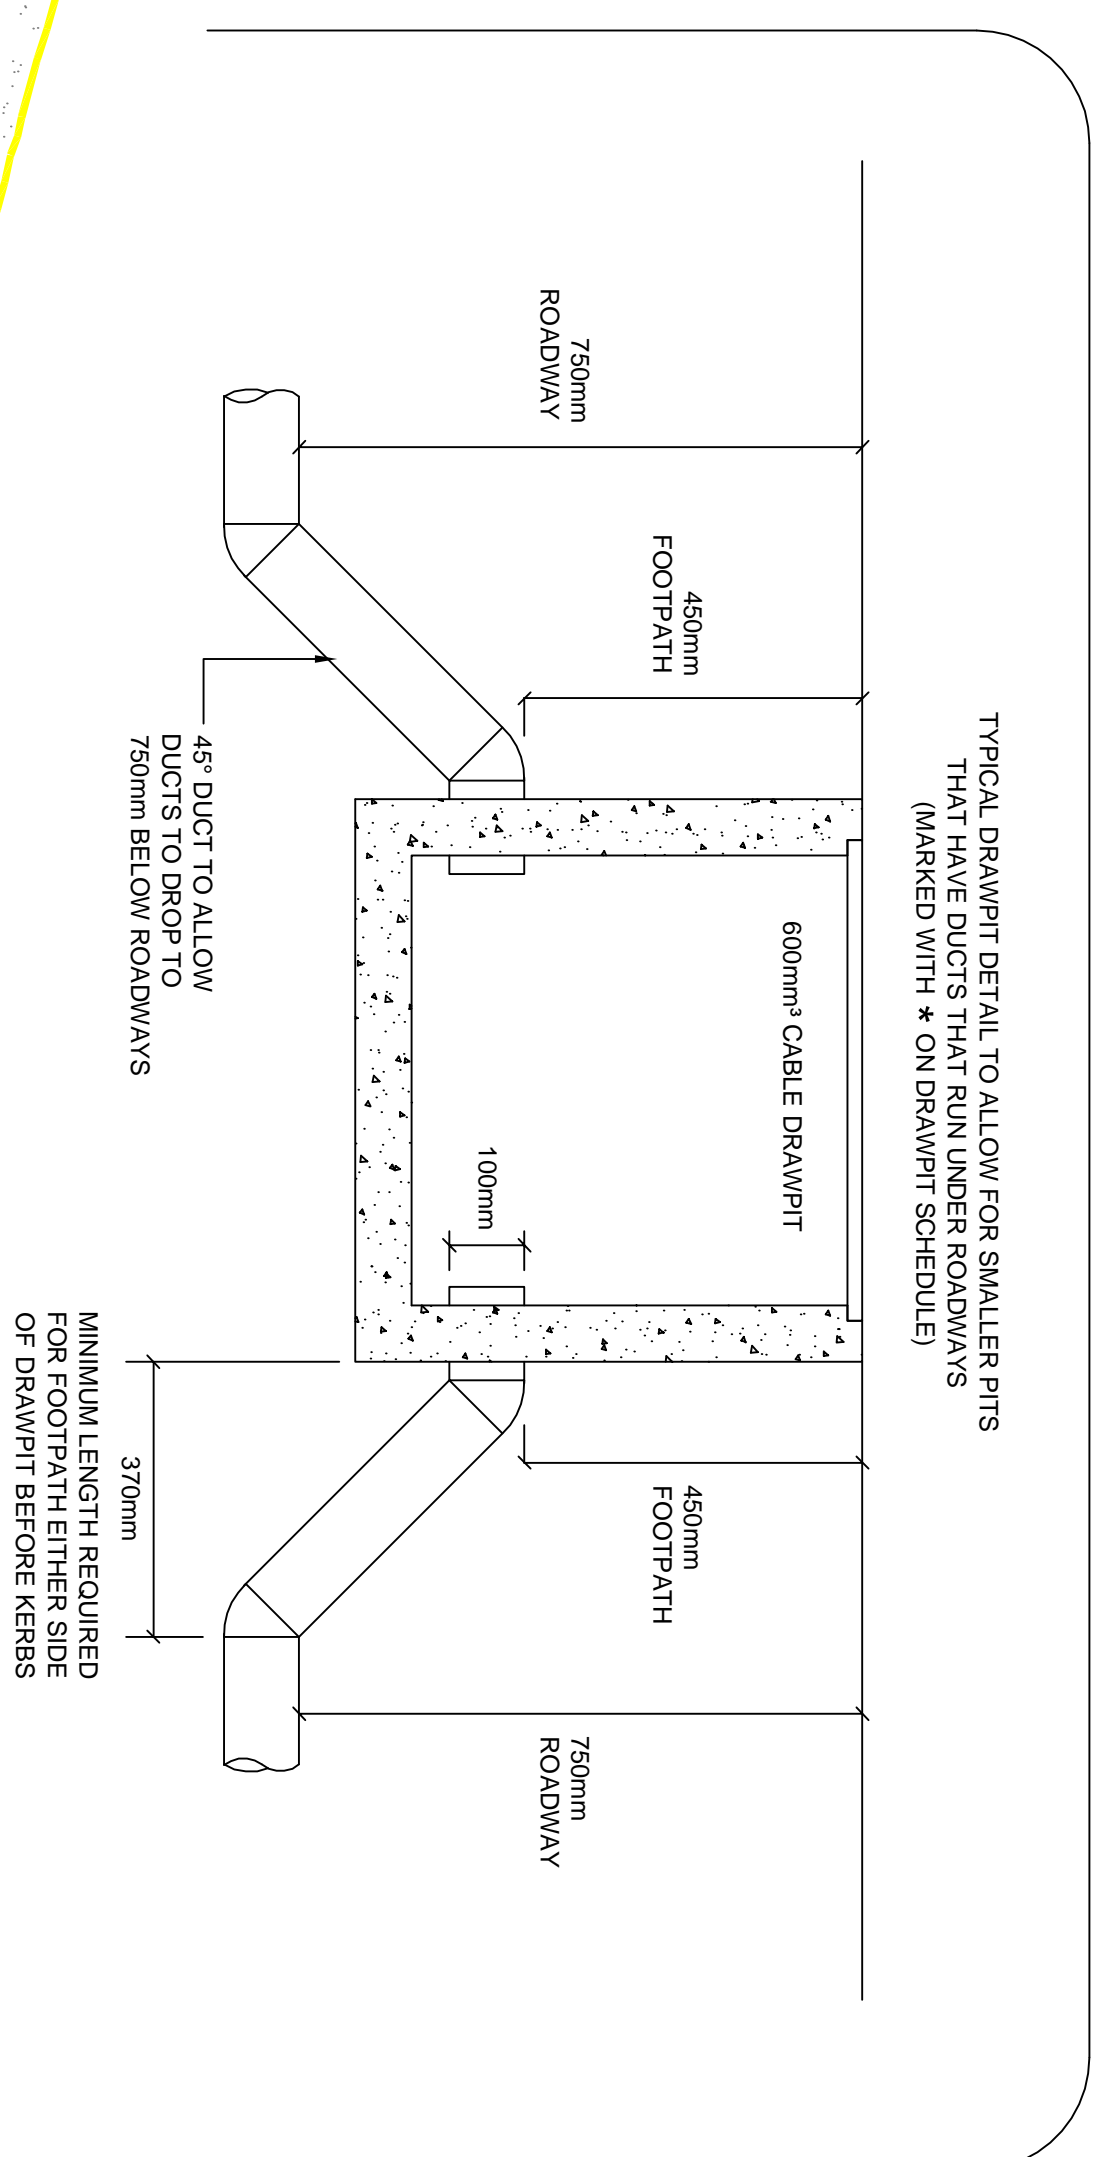 TYPICAL DRAWPIT DETAIL TO ALLOW FOR SMALLER PITS
THAT HAVE DUCTS THAT RUN UNDER ROADWAYS
(MARKED WITH * ON DRAWPIT SCHEDULE)
600mm³ CABLE DRAWPIT
450mm
FOOTPATH
450mm
FOOTPATH
750mm
ROADWAY
750mm
ROADWAY
100mm
45° DUCT TO ALLOW
DUCTS TO DROP TO
750mm BELOW ROADWAYS
370mm
MINIMUM LENGTH REQUIRED
FOR FOOTPATH EITHER SIDE
OF DRAWPIT BEFORE KERBS